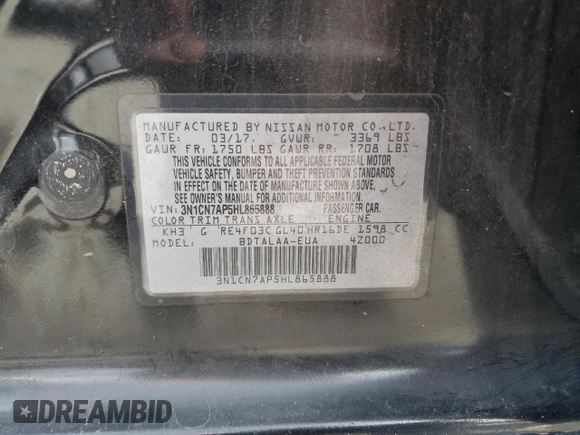 MANUFACTURED BY NISSAN MOTOR CO., LTD.
DATE: 03/17. GVWR: 3369 LBS
GAWR FR: 1750 LBS GAWR RR: 1708 LBS
THIS VEHICLE CONFORMS TO ALL APPLICABLE FEDERAL MOTOR
VEHICLE SAFETY, BUMPER AND THEFT PREVENTION STANDARDS
IN EFFECT ON THE DATE OF MANUFACTURE SHOWN ABOVE.
SEE OWNER'S MANUAL FOR ADDITIONAL INFORMATION.
VIN: 3N1CN7AP5HL865888 PASSENGER CAR.
COLOR TRIM TRANS AXLE ENGINE
KH3 G RE4F03C GL40 HR16DE 1598 CC
MODEL: BDTALAA-EUA 4Z000
3N1CN7AP5HL865888
DREAMBID